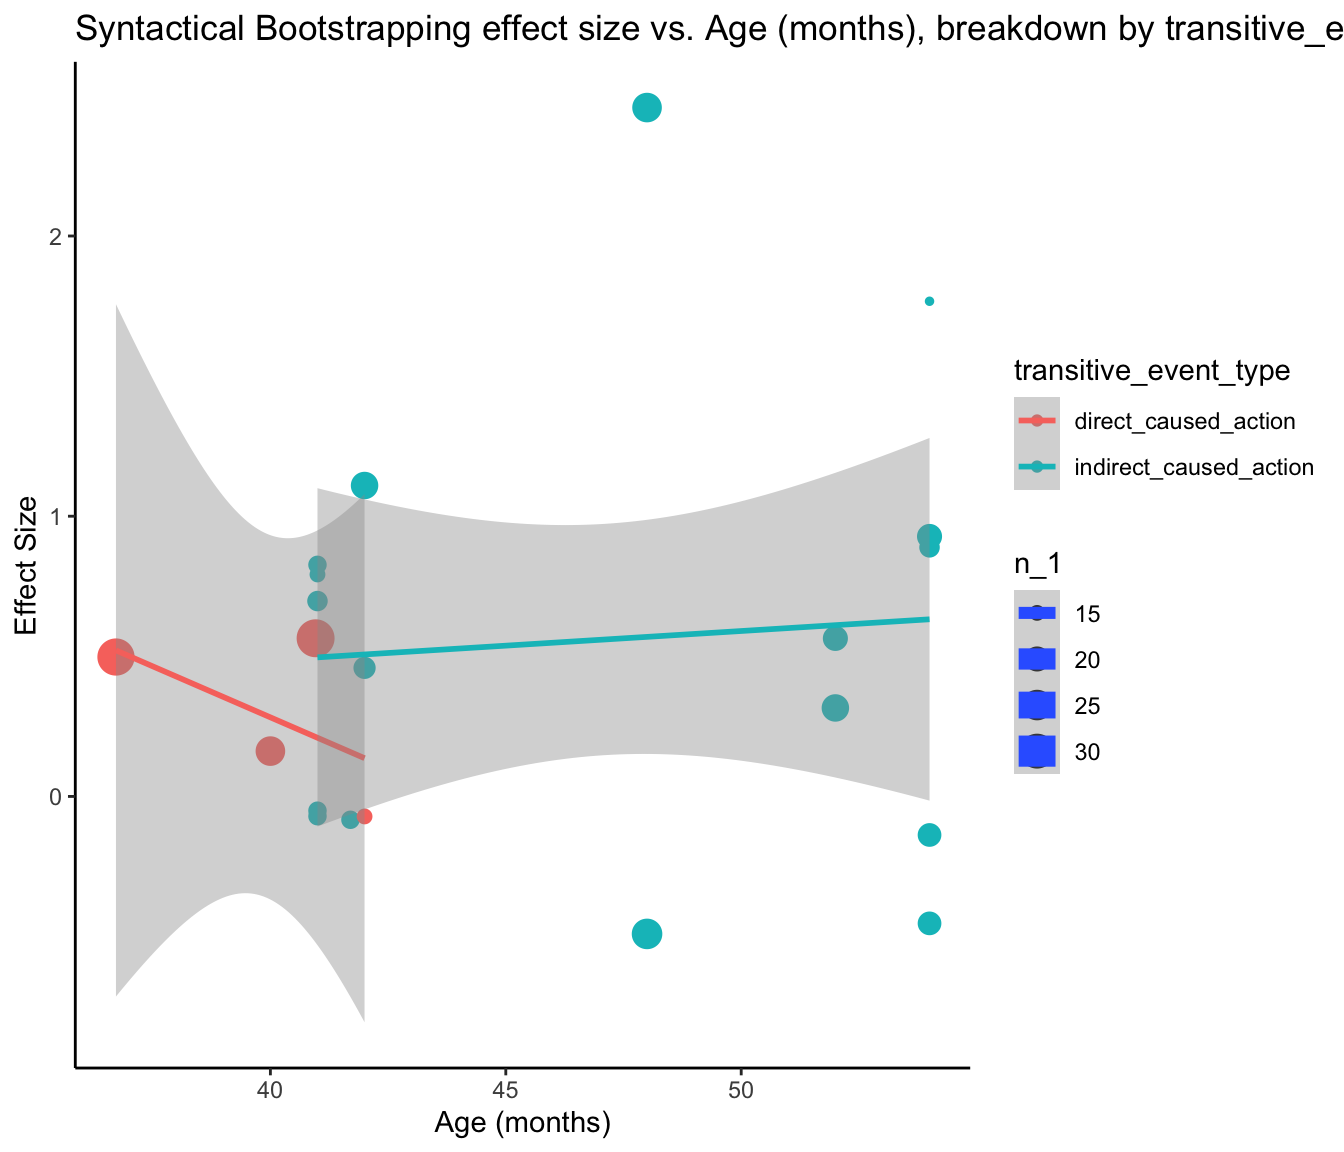 Syntactical Bootstrapping effect size vs. Age (months), breakdown by transitive_e
2
1
0
Effect Size
40
45
50
Age (months)
transitive_event_type
direct_caused_action
indirect_caused_action
n_1
15
20
25
30